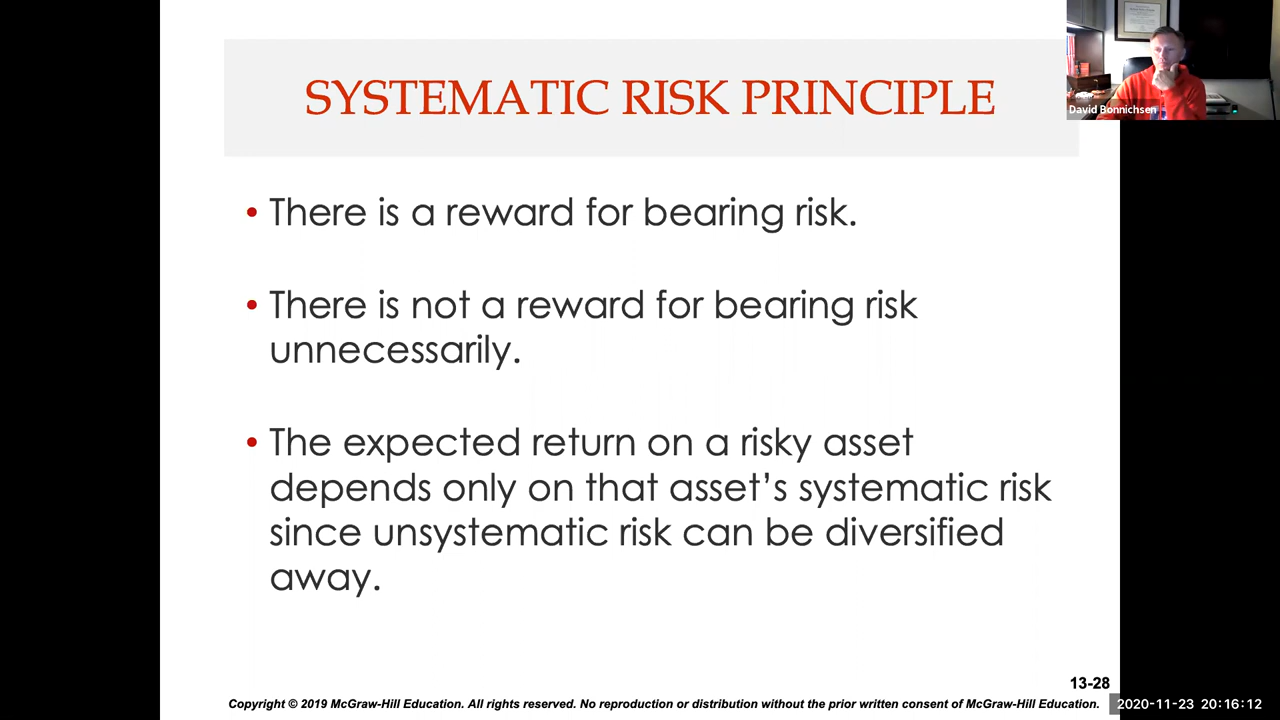 SYSTEMATIC RISK PRINCIPLE
David Bonnichsen
• There is a reward for bearing risk.
• There is not a reward for bearing risk
unnecessarily.
• The expected return on a risky asset
depends only on that asset’s systematic risk
since unsystematic risk can be diversified
away.
13-28
Copyright © 2019 McGraw-Hill Education. All rights reserved. No reproduction or distribution without the prior written consent of McGraw-Hill Education.
2020-11-23 20:16:12